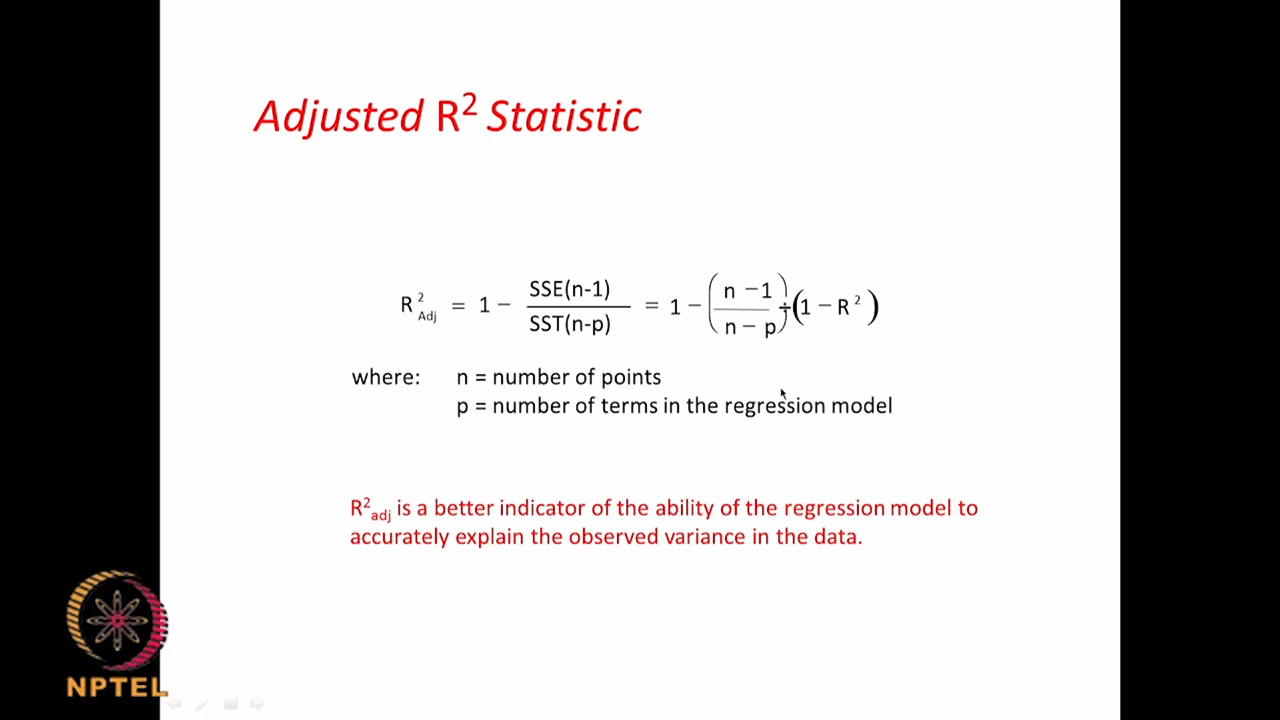 Adjusted R² Statistic
R²Adj = 1 − SSE(n-1) / SST(n-p) = 1 − (n − 1 / n − p)÷(1 − R²)
where: n = number of points
p = number of terms in the regression model
R²adj is a better indicator of the ability of the regression model to
accurately explain the observed variance in the data.
NPTEL